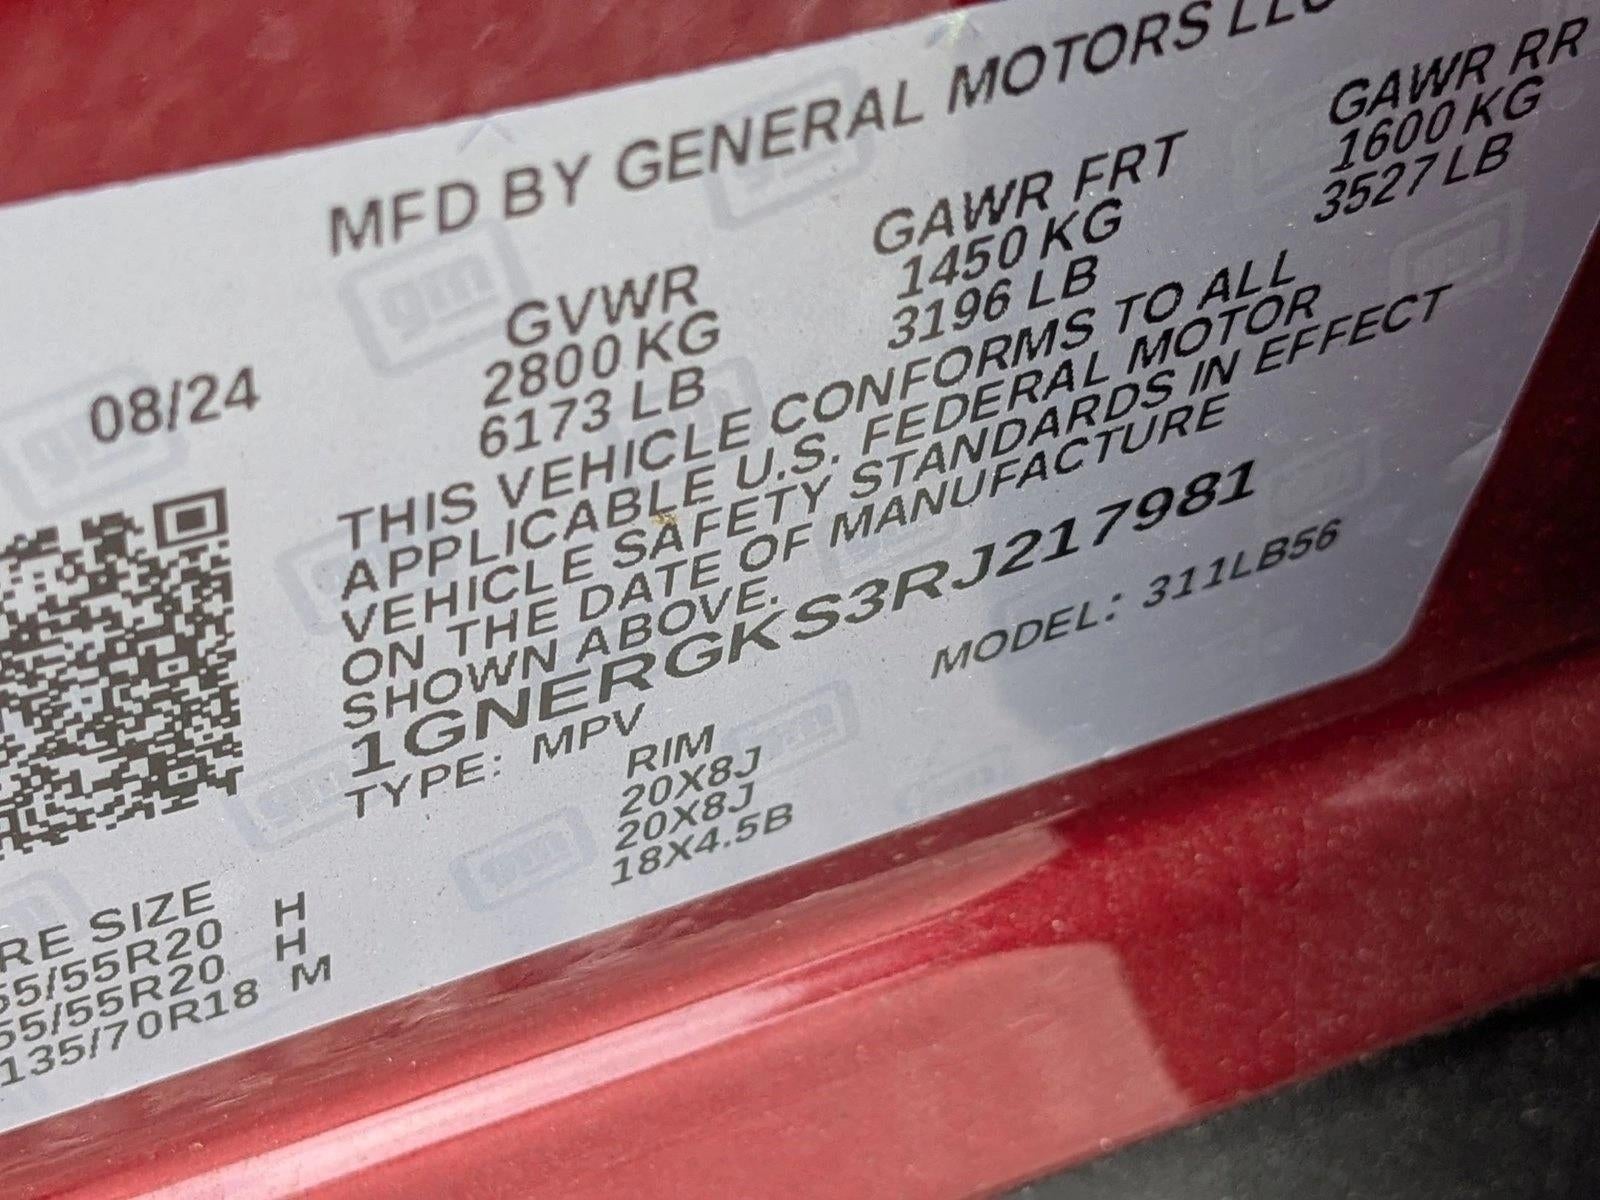 MFD BY GENERAL MOTORS LLC
08/24
GVWR
2800 KG
6173 LB
GAWR FRT
1450 KG
3196 LB
GAWR RR
1600 KG
3527 LB
THIS VEHICLE CONFORMS TO ALL
APPLICABLE U.S. FEDERAL MOTOR
VEHICLE SAFETY STANDARDS IN EFFECT
ON THE DATE OF MANUFACTURE
SHOWN ABOVE.
1GNERGKS3RJ217981
TYPE: MPV
MODEL: 311LB56
RE SIZE
55/55R20 H
55/55R20 H
135/70R18 M
RIM
20X8J
20X8J
18X4.5B
gm